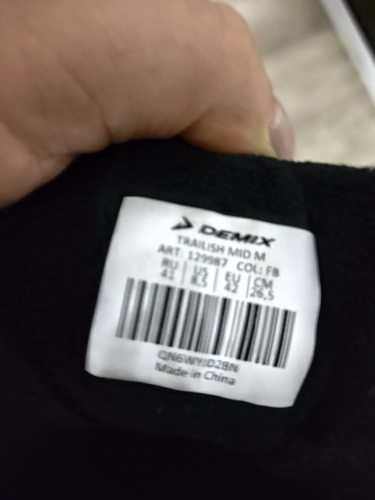 DEMIX
TRAILISH MID M
ART: 129987 COL: FB
RU US EU CM
41 8,5 42 26,5
QN6WYJD2BN
Made in China